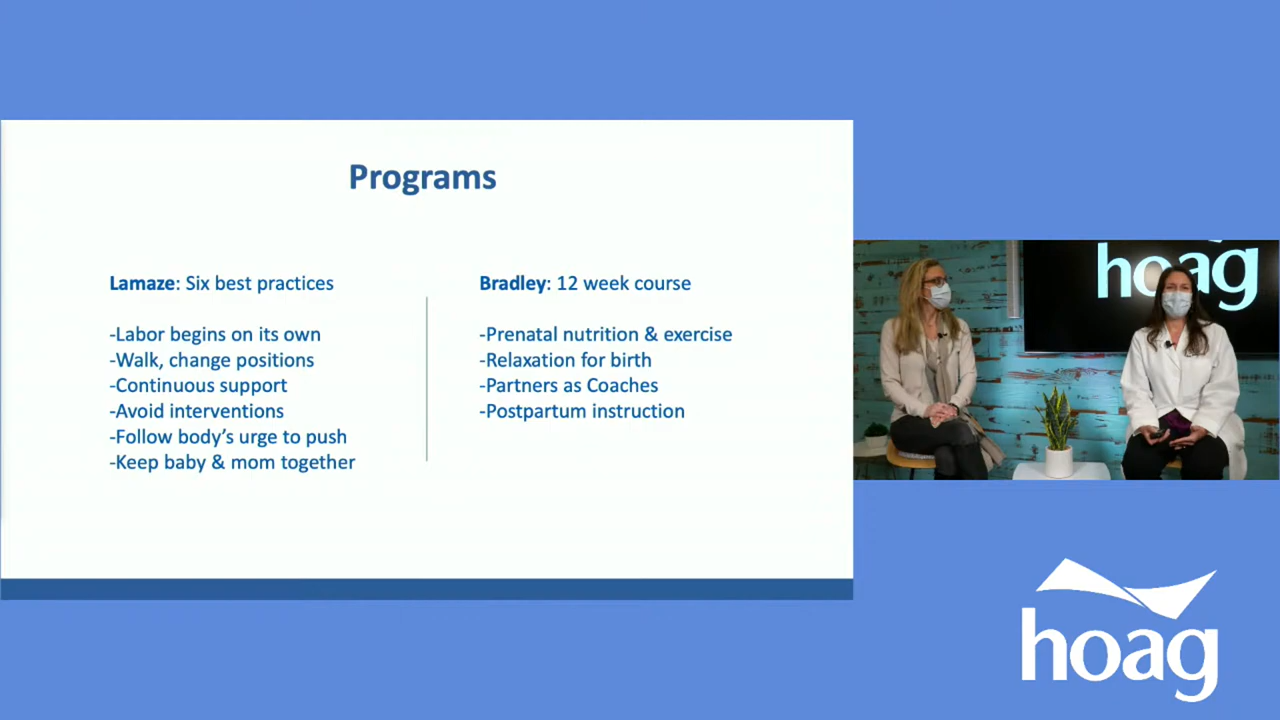 Programs
Lamaze: Six best practices
-Labor begins on its own
-Walk, change positions
-Continuous support
-Avoid interventions
-Follow body's urge to push
-Keep baby & mom together
Bradley: 12 week course
-Prenatal nutrition & exercise
-Relaxation for birth
-Partners as Coaches
-Postpartum instruction
hoag
hoag